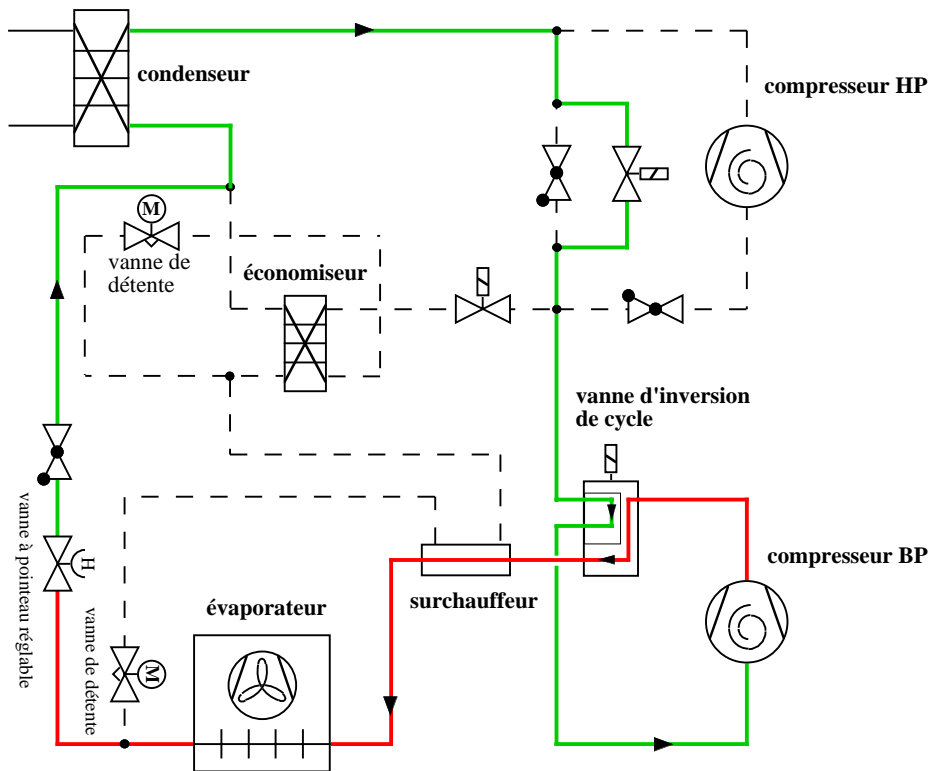 condenseur
compresseur HP
M
vanne de
détente
économiseur
vanne d'inversion
de cycle
vanne à pointeau réglable
H
compresseur BP
surchauffeur
évaporateur
vanne de détente
M